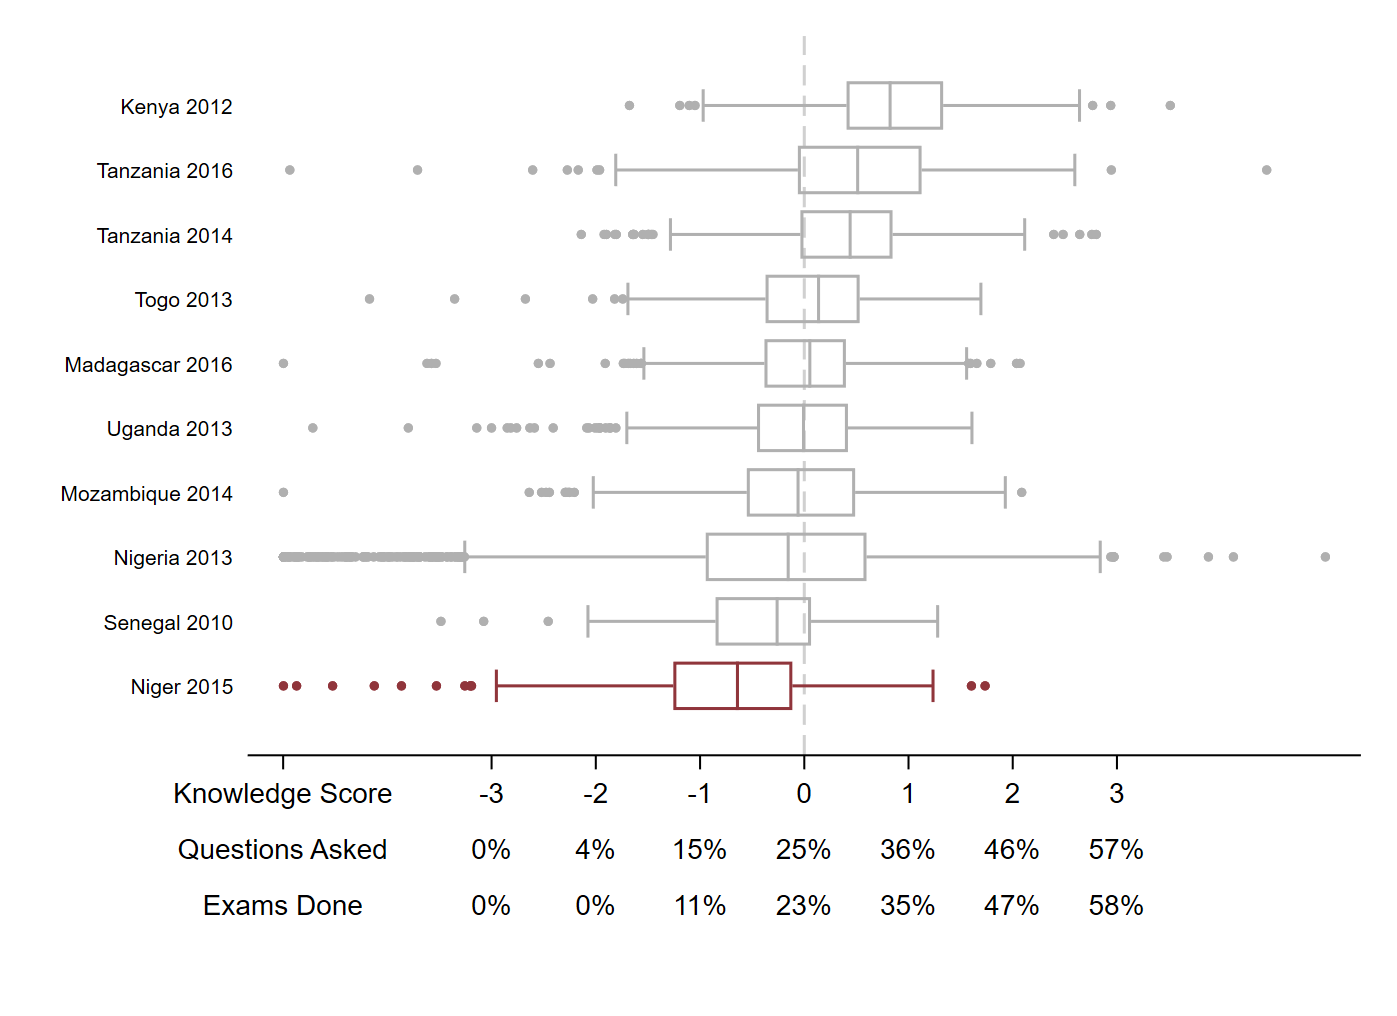 Kenya 2012
Tanzania 2016
Tanzania 2014
Togo 2013
Madagascar 2016
Uganda 2013
Mozambique 2014
Nigeria 2013
Senegal 2010
Niger 2015
Knowledge Score -3 -2 -1 0 1 2 3
Questions Asked 0% 4% 15% 25% 36% 46% 57%
Exams Done 0% 0% 11% 23% 35% 47% 58%